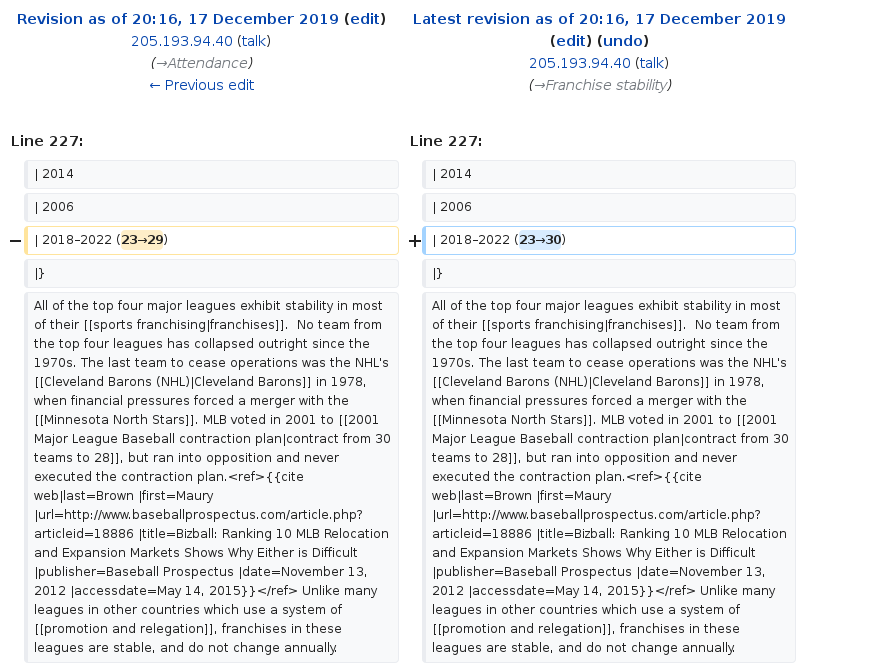 Revision as of 20:16, 17 December 2019 (edit)
205.193.94.40 (talk)
(→Attendance)
← Previous edit
Latest revision as of 20:16, 17 December 2019
(edit) (undo)
205.193.94.40 (talk)
(→Franchise stability)
Line 227:
Line 227:
| 2014
| 2014
| 2006
| 2006
− | 2018–2022 (23→29)
+ | 2018–2022 (23→30)
|}
|}
All of the top four major leagues exhibit stability in most
of their [[sports franchising|franchises]].  No team from
the top four leagues has collapsed outright since the
1970s. The last team to cease operations was the NHL's
[[Cleveland Barons (NHL)|Cleveland Barons]] in 1978,
when financial pressures forced a merger with the
[[Minnesota North Stars]]. MLB voted in 2001 to [[2001
Major League Baseball contraction plan|contract from 30
teams to 28]], but ran into opposition and never
executed the contraction plan.<ref>{{cite
web|last=Brown |first=Maury
|url=http://www.baseballprospectus.com/article.php?
articleid=18886 |title=Bizball: Ranking 10 MLB Relocation
and Expansion Markets Shows Why Either is Difficult
|publisher=Baseball Prospectus |date=November 13,
2012 |accessdate=May 14, 2015}}</ref> Unlike many
leagues in other countries which use a system of
[[promotion and relegation]], franchises in these
leagues are stable, and do not change annually.
All of the top four major leagues exhibit stability in most
of their [[sports franchising|franchises]].  No team from
the top four leagues has collapsed outright since the
1970s. The last team to cease operations was the NHL's
[[Cleveland Barons (NHL)|Cleveland Barons]] in 1978,
when financial pressures forced a merger with the
[[Minnesota North Stars]]. MLB voted in 2001 to [[2001
Major League Baseball contraction plan|contract from 30
teams to 28]], but ran into opposition and never
executed the contraction plan.<ref>{{cite
web|last=Brown |first=Maury
|url=http://www.baseballprospectus.com/article.php?
articleid=18886 |title=Bizball: Ranking 10 MLB Relocation
and Expansion Markets Shows Why Either is Difficult
|publisher=Baseball Prospectus |date=November 13,
2012 |accessdate=May 14, 2015}}</ref> Unlike many
leagues in other countries which use a system of
[[promotion and relegation]], franchises in these
leagues are stable, and do not change annually.